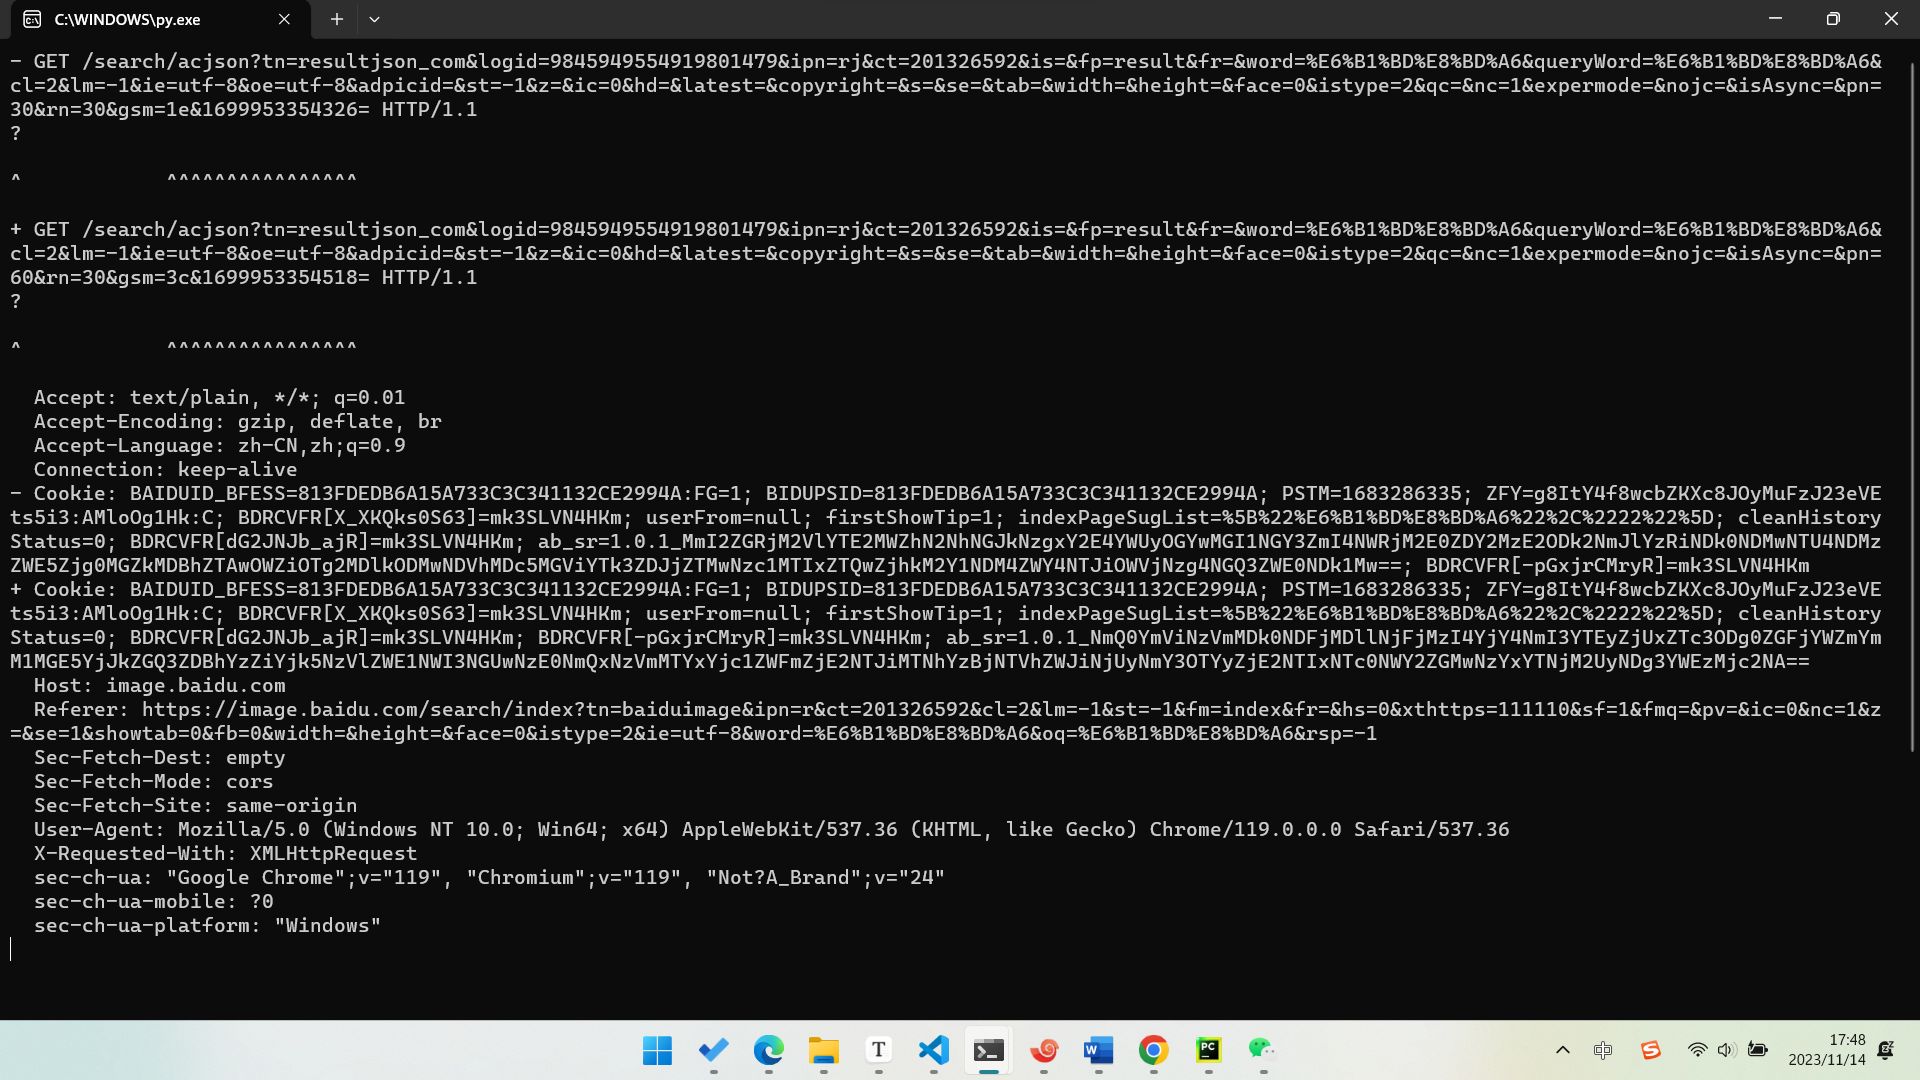 C:\WINDOWS\py.exe
- GET /search/acjson?tn=resultjson_com&logid=9845949554919801479&ipn=rj&ct=201326592&is=&fp=result&fr=&word=%E6%B1%BD%E8%BD%A6&queryWord=%E6%B1%BD%E8%BD%A6&
cl=2&lm=-1&ie=utf-8&oe=utf-8&adpicid=&st=-1&z=&ic=0&hd=&latest=&copyright=&s=&se=&tab=&width=&height=&face=0&istype=2&qc=&nc=1&expermode=&nojc=&isAsync=&pn=
30&rn=30&gsm=1e&1699953354326= HTTP/1.1
?
^            ^^^^^^^^^^^^^^^^
+ GET /search/acjson?tn=resultjson_com&logid=9845949554919801479&ipn=rj&ct=201326592&is=&fp=result&fr=&word=%E6%B1%BD%E8%BD%A6&queryWord=%E6%B1%BD%E8%BD%A6&
cl=2&lm=-1&ie=utf-8&oe=utf-8&adpicid=&st=-1&z=&ic=0&hd=&latest=&copyright=&s=&se=&tab=&width=&height=&face=0&istype=2&qc=&nc=1&expermode=&nojc=&isAsync=&pn=
60&rn=30&gsm=3c&1699953354518= HTTP/1.1
?
^            ^^^^^^^^^^^^^^^^
Accept: text/plain, */*; q=0.01
Accept-Encoding: gzip, deflate, br
Accept-Language: zh-CN,zh;q=0.9
Connection: keep-alive
- Cookie: BAIDUID_BFESS=813FDEDB6A15A733C3C341132CE2994A:FG=1; BIDUPSID=813FDEDB6A15A733C3C341132CE2994A; PSTM=1683286335; ZFY=g8ItY4f8wcbZKXc8JOyMuFzJ23eVE
ts5i3:AMloOg1Hk:C; BDRCVFR[X_XKQks0S63]=mk3SLVN4HKm; userFrom=null; firstShowTip=1; indexPageSugList=%5B%22%E6%B1%BD%E8%BD%A6%22%2C%2222%22%5D; cleanHistory
Status=0; BDRCVFR[dG2JNJb_ajR]=mk3SLVN4HKm; ab_sr=1.0.1_MmI2ZGRjM2VlYTE2MWZhN2NhNGJkNzgxY2E4YWUyOGYwMGI1NGY3ZmI4NWRjM2E0ZDY2MzE2ODk2NmJlYzRiNDk0NDMwNTU4NDMz
ZWE5Zjg0MGZkMDBhZTAwOWZiOTg2MDlkODMwNDVhMDc5MGViYTk3ZDJjZTMwNzc1MTIxZTQwZjhkM2Y1NDM4ZWY4NTJiOWVjNzg4NGQ3ZWE0NDk1Mw==; BDRCVFR[-pGxjrCMryR]=mk3SLVN4HKm
+ Cookie: BAIDUID_BFESS=813FDEDB6A15A733C3C341132CE2994A:FG=1; BIDUPSID=813FDEDB6A15A733C3C341132CE2994A; PSTM=1683286335; ZFY=g8ItY4f8wcbZKXc8JOyMuFzJ23eVE
ts5i3:AMloOg1Hk:C; BDRCVFR[X_XKQks0S63]=mk3SLVN4HKm; userFrom=null; firstShowTip=1; indexPageSugList=%5B%22%E6%B1%BD%E8%BD%A6%22%2C%2222%22%5D; cleanHistory
Status=0; BDRCVFR[dG2JNJb_ajR]=mk3SLVN4HKm; BDRCVFR[-pGxjrCMryR]=mk3SLVN4HKm; ab_sr=1.0.1_NmQ0YmViNzVmMDk0NDFjMDllNjFjMzI4YjY4NmI3YTEyZjUxZTc3ODg0ZGFjYWZmYm
M1MGE5YjJkZGQ3ZDBhYzZiYjk5NzVlZWE1NWI3NGUwNzE0NmQxNzVmMTYxYjc1ZWFmZjE2NTJiMTNhYzBjNTVhZWJiNjUyNmY3OTYyZjE2NTIxNTc0NWY2ZGMwNzYxYTNjM2UyNDg3YWEzMjc2NA==
Host: image.baidu.com
Referer: https://image.baidu.com/search/index?tn=baiduimage&ipn=r&ct=201326592&cl=2&lm=-1&st=-1&fm=index&fr=&hs=0&xthttps=111110&sf=1&fmq=&pv=&ic=0&nc=1&z
=&se=1&showtab=0&fb=0&width=&height=&face=0&istype=2&ie=utf-8&word=%E6%B1%BD%E8%BD%A6&oq=%E6%B1%BD%E8%BD%A6&rsp=-1
Sec-Fetch-Dest: empty
Sec-Fetch-Mode: cors
Sec-Fetch-Site: same-origin
User-Agent: Mozilla/5.0 (Windows NT 10.0; Win64; x64) AppleWebKit/537.36 (KHTML, like Gecko) Chrome/119.0.0.0 Safari/537.36
X-Requested-With: XMLHttpRequest
sec-ch-ua: "Google Chrome";v="119", "Chromium";v="119", "Not?A_Brand";v="24"
sec-ch-ua-mobile: ?0
sec-ch-ua-platform: "Windows"
T
W
PC
中
S
17:48
2023/11/14